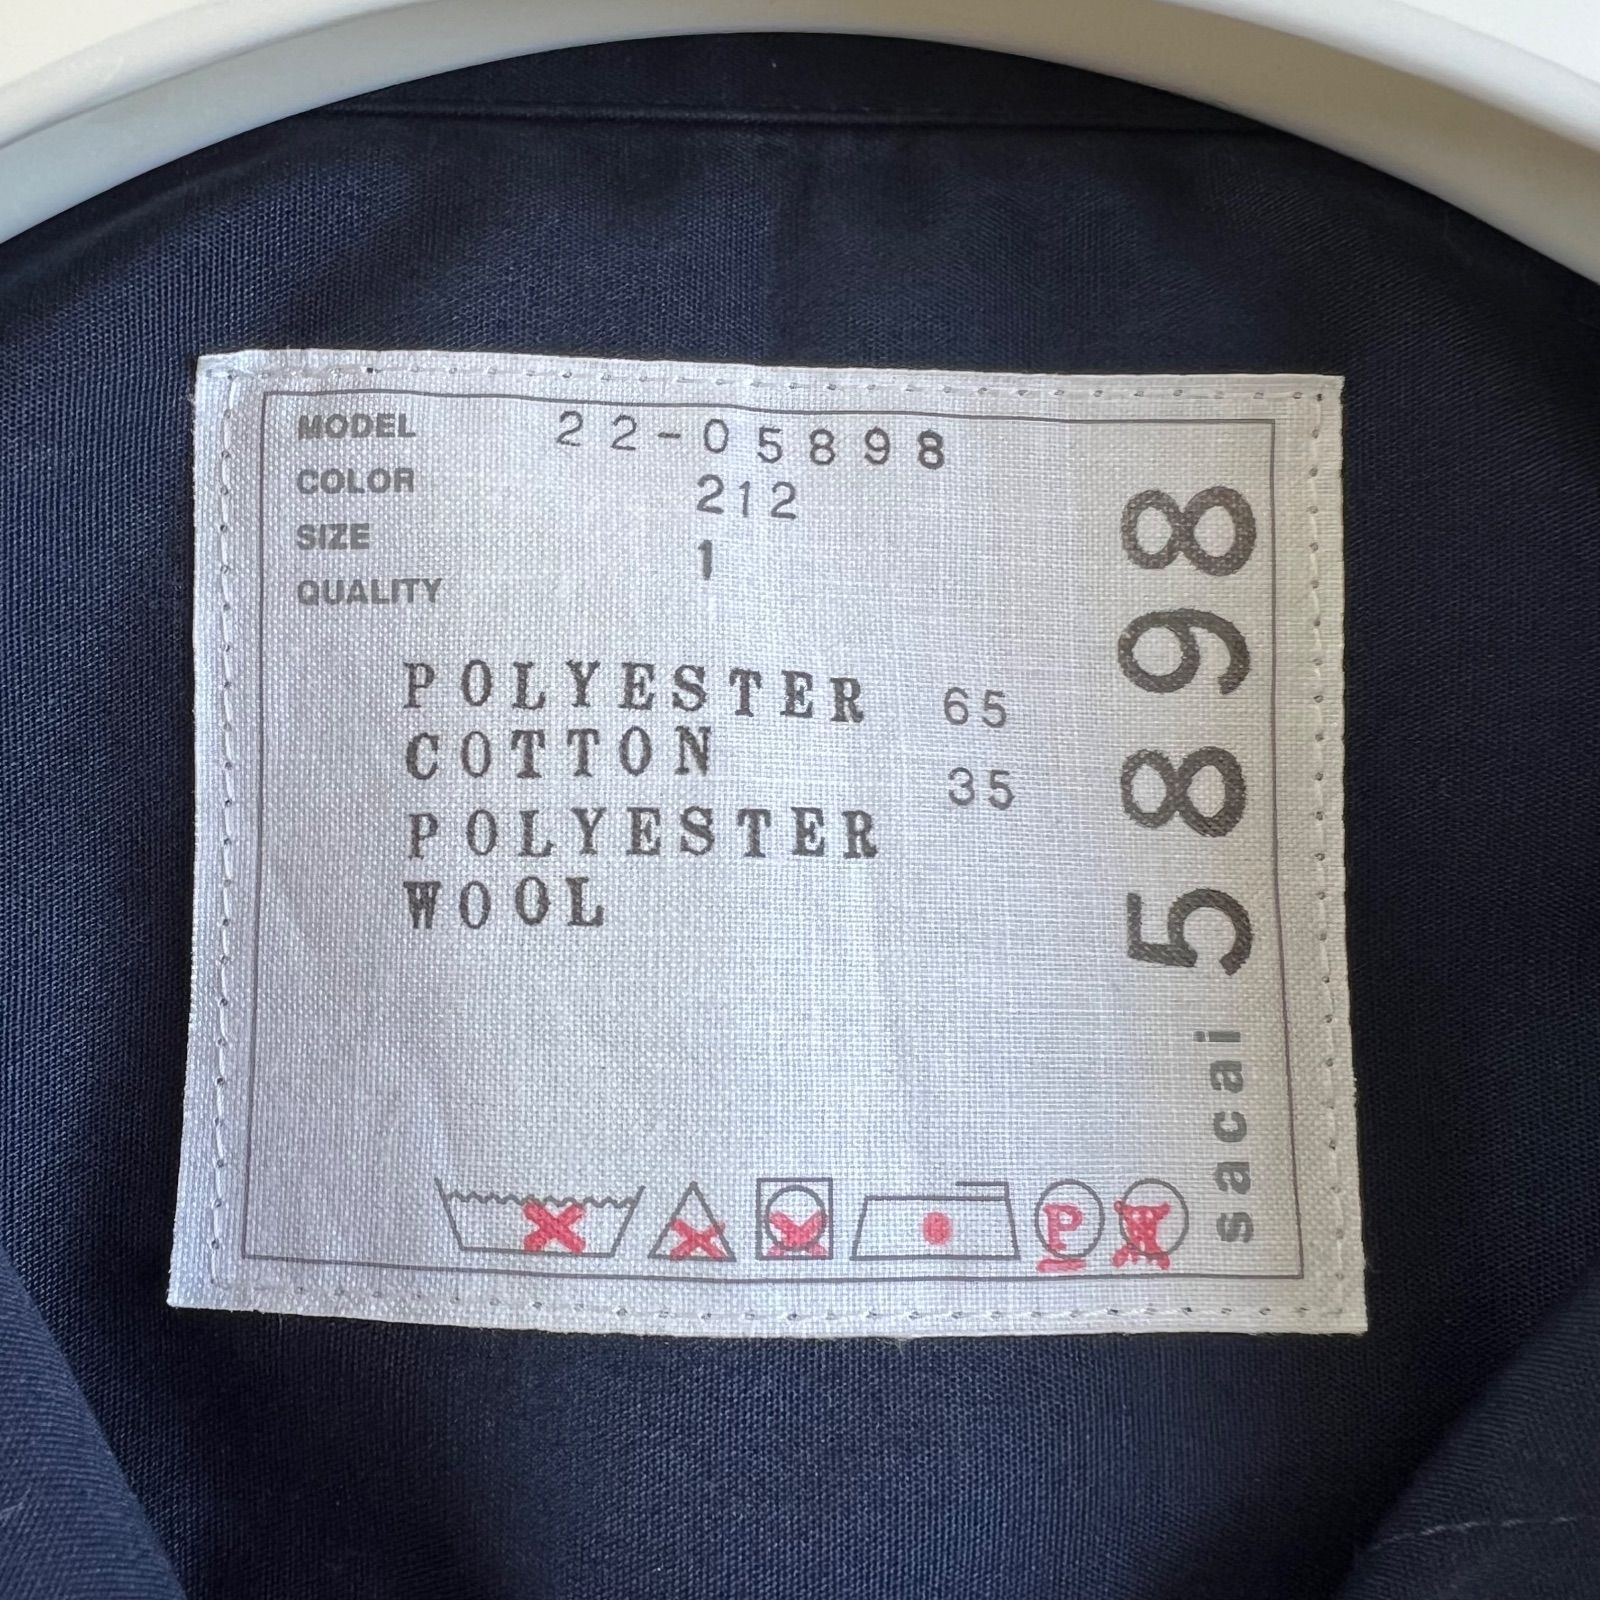 MODEL 22-05898
COLOR 212
SIZE 1
QUALITY
POLYESTER 65
COTTON 35
POLYESTER
WOOL
P W
sacai 5898